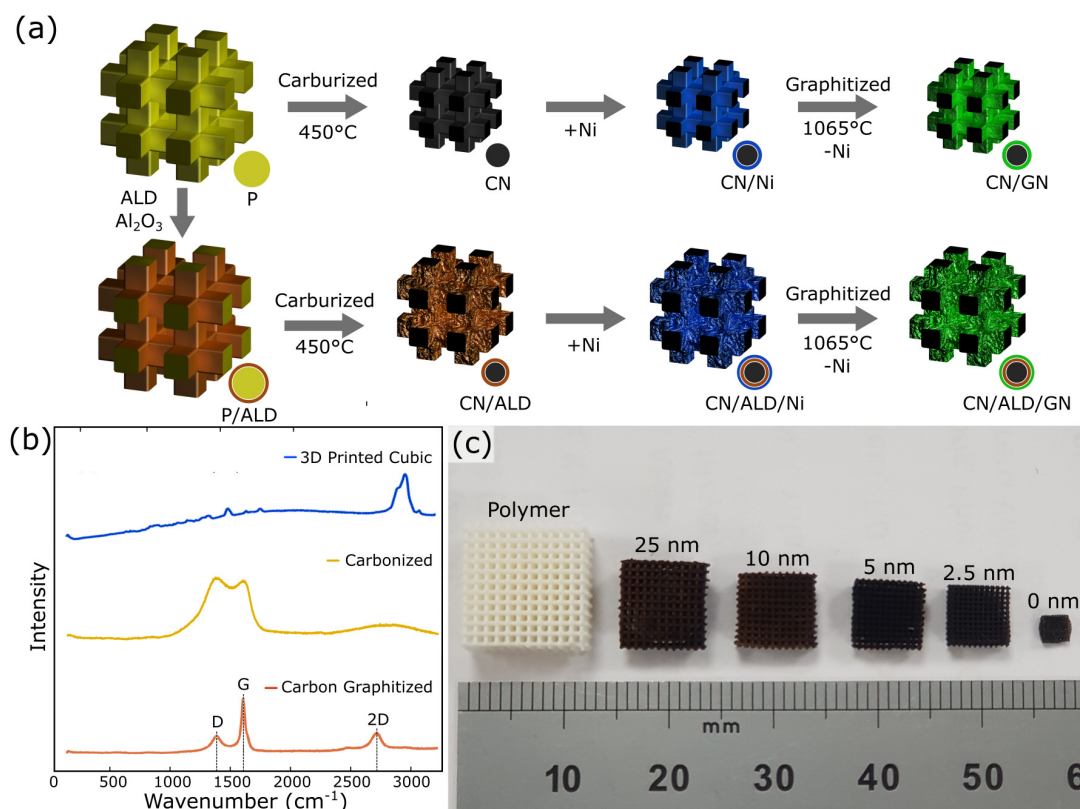 (a)
Carburized
450°C
+Ni
Graphitized
1065°C
-Ni
P
CN
CN/Ni
CN/GN
ALD
Al₂O₃
Carburized
450°C
+Ni
Graphitized
1065°C
-Ni
P/ALD
CN/ALD
CN/ALD/Ni
CN/ALD/GN
(b)
3D Printed Cubic
Carbonized
Carbon Graphitized
D
G
2D
Intensity
0 500 1000 1500 2000 2500 3000
Wavenumber (cm⁻¹)
(c)
Polymer
25 nm
10 nm
5 nm
2.5 nm
0 nm
mm
10 20 30 40 50 6